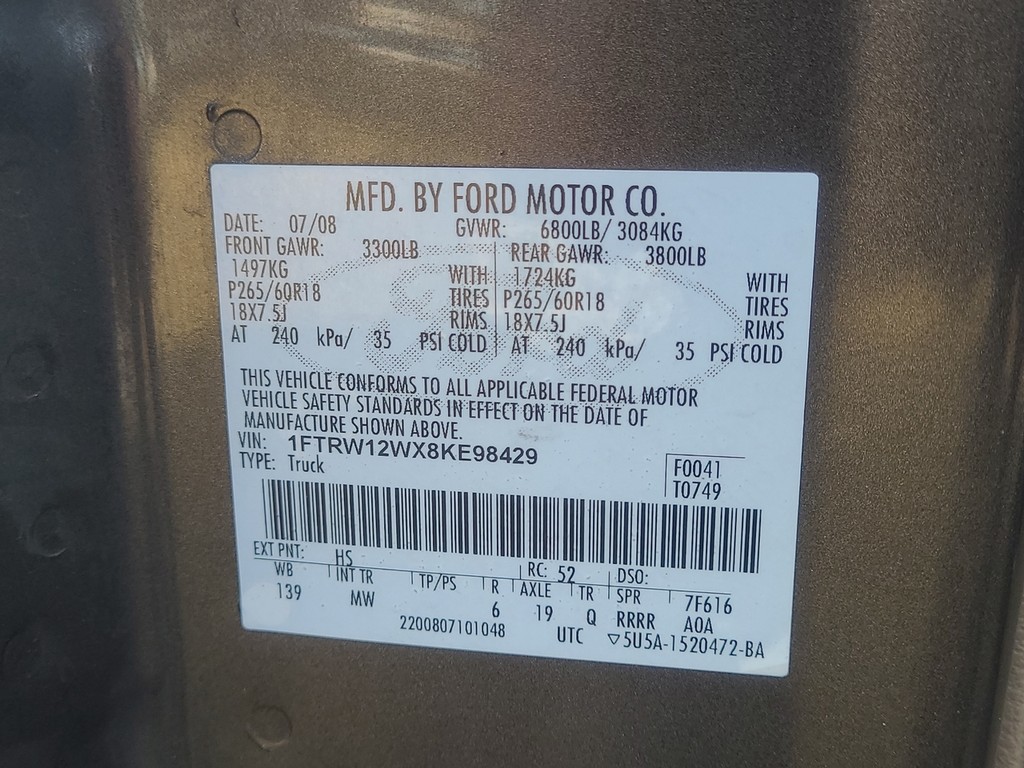 MFD. BY FORD MOTOR CO.
DATE: 07/08 GVWR: 6800LB/ 3084KG
FRONT GAWR: 3300LB REAR GAWR: 3800LB
1497KG WITH 1724KG WITH
P265/60R18 TIRES P265/60R18 TIRES
18X7.5J RIMS 18X7.5J RIMS
AT 240 kPa/ 35 PSI COLD AT 240 kPa/ 35 PSI COLD
THIS VEHICLE CONFORMS TO ALL APPLICABLE FEDERAL MOTOR
VEHICLE SAFETY STANDARDS IN EFFECT ON THE DATE OF
MANUFACTURE SHOWN ABOVE.
VIN: 1FTRW12WX8KE98429
TYPE: Truck
F0041
T0749
EXT PNT: HS RC: 52 DSO:
WB INT TR TP/PS R AXLE TR SPR 7F616
139 MW 6 19 Q RRRR A0A
2200807101048 UTC ▽5U5A-1520472-BA